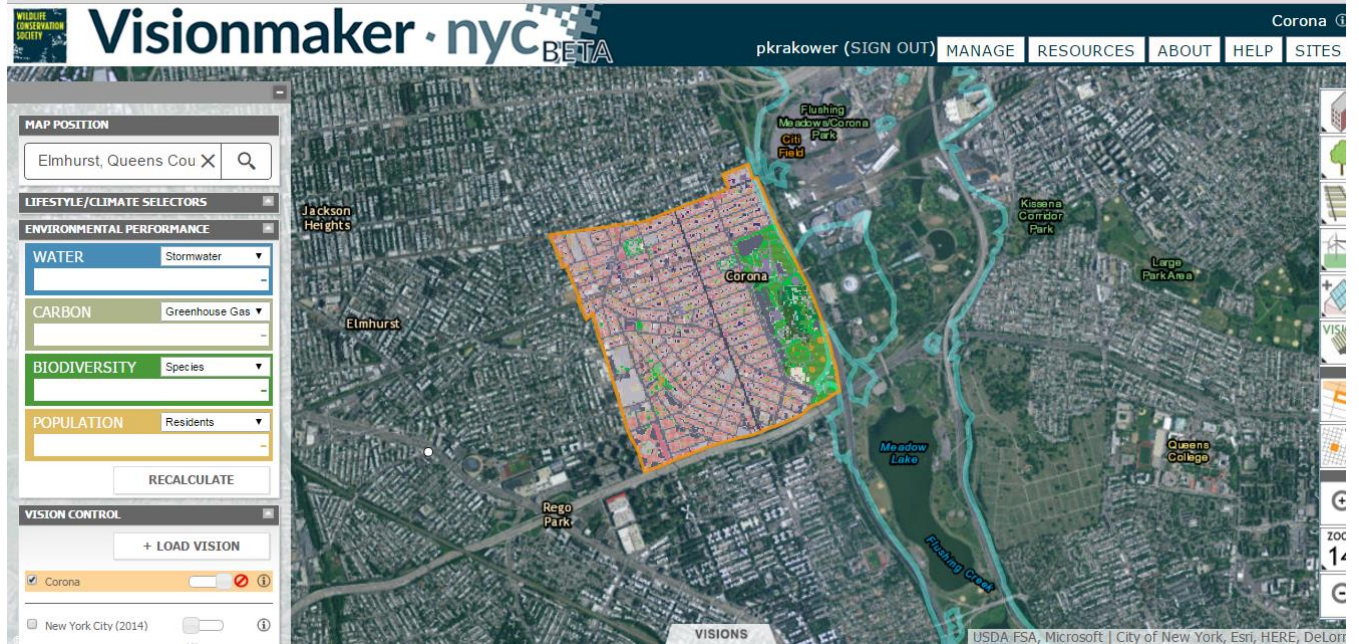 WILDLIFE
CONSERVATION
SOCIETY
Visionmaker · nyc BETA
Corona
pkrakower (SIGN OUT) MANAGE RESOURCES ABOUT HELP SITES
MAP POSITION
Elmhurst, Queens Cou
LIFESTYLE/CLIMATE SELECTORS
ENVIRONMENTAL PERFORMANCE
WATER Stormwater
CARBON Greenhouse Gas
BIODIVERSITY Species
POPULATION Residents
RECALCULATE
VISION CONTROL
+ LOAD VISION
Corona
New York City (2014)
Flushing
Meadows/Corona
Park
Citi
Field
Jackson
Heights
Kissena
Corridor
Park
Large
Park Area
Corona
Elmhurst
Meadow
Lake
Queens
College
Rego
Park
Flushing Creek
VISIONS
USDA FSA, Microsoft | City of New York, Esri, HERE, DeLor
VISI
ZOO
14